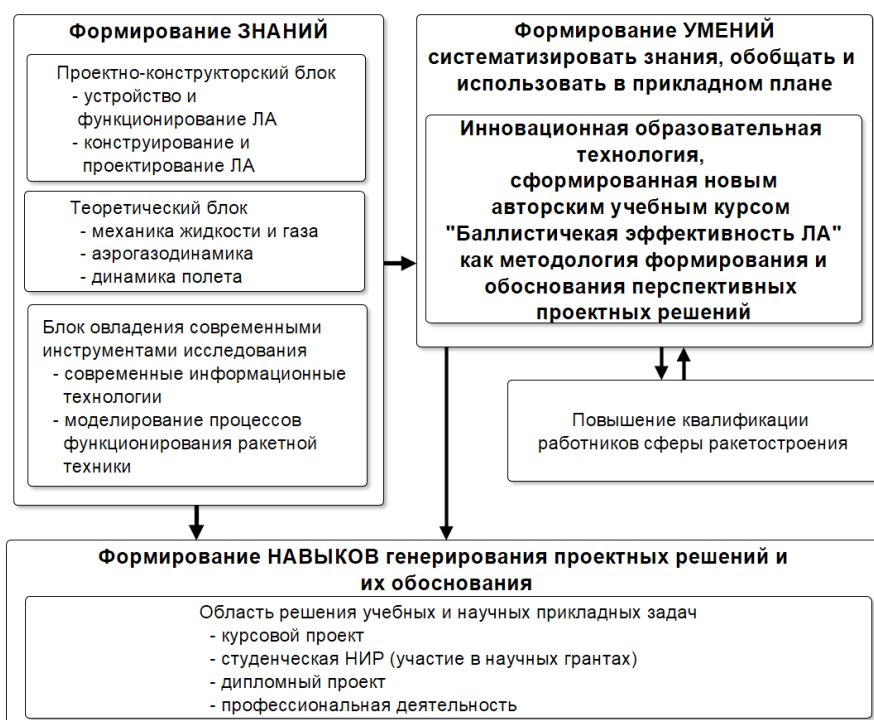 Формирование ЗНАНИЙ
Проектно-конструкторский блок
- устройство и
функционирование ЛА
- конструирование и
проектирование ЛА
Теоретический блок
- механика жидкости и газа
- аэрогазодинамика
- динамика полета
Блок овладения современными
инструментами исследования
- современные информационные
технологии
- моделирование процессов
функционирования ракетной
техники
Формирование УМЕНИЙ
систематизировать знания, обобщать и
использовать в прикладном плане
Инновационная образовательная
технология,
сформированная новым
авторским учебным курсом
"Баллистичекая эффективность ЛА"
как методология формирования и
обоснования перспективных
проектных решений
Повышение квалификации
работников сферы ракетостроения
Формирование НАВЫКОВ генерирования проектных решений и
их обоснования
Область решения учебных и научных прикладных задач
- курсовой проект
- студенческая НИР (участие в научных грантах)
- дипломный проект
- профессиональная деятельность